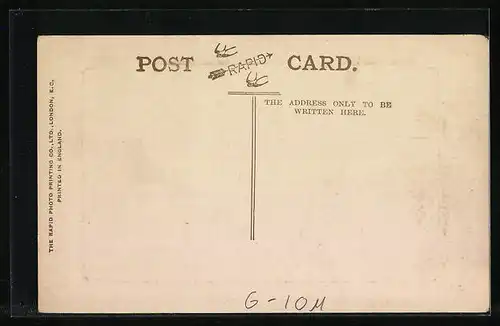 POST RAPID CARD.
THE ADDRESS ONLY TO BE
WRITTEN HERE.
THE RAPID PHOTO PRINTING CO., LTD., LONDON, E.C.
PRINTED IN ENGLAND.
G-10M